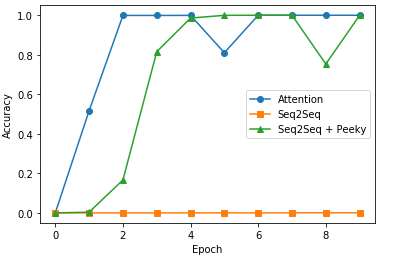 Accuracy
1.0
0.8
0.6
0.4
0.2
0.0
Attention
Seq2Seq
Seq2Seq + Peeky
0 2 4 6 8
Epoch